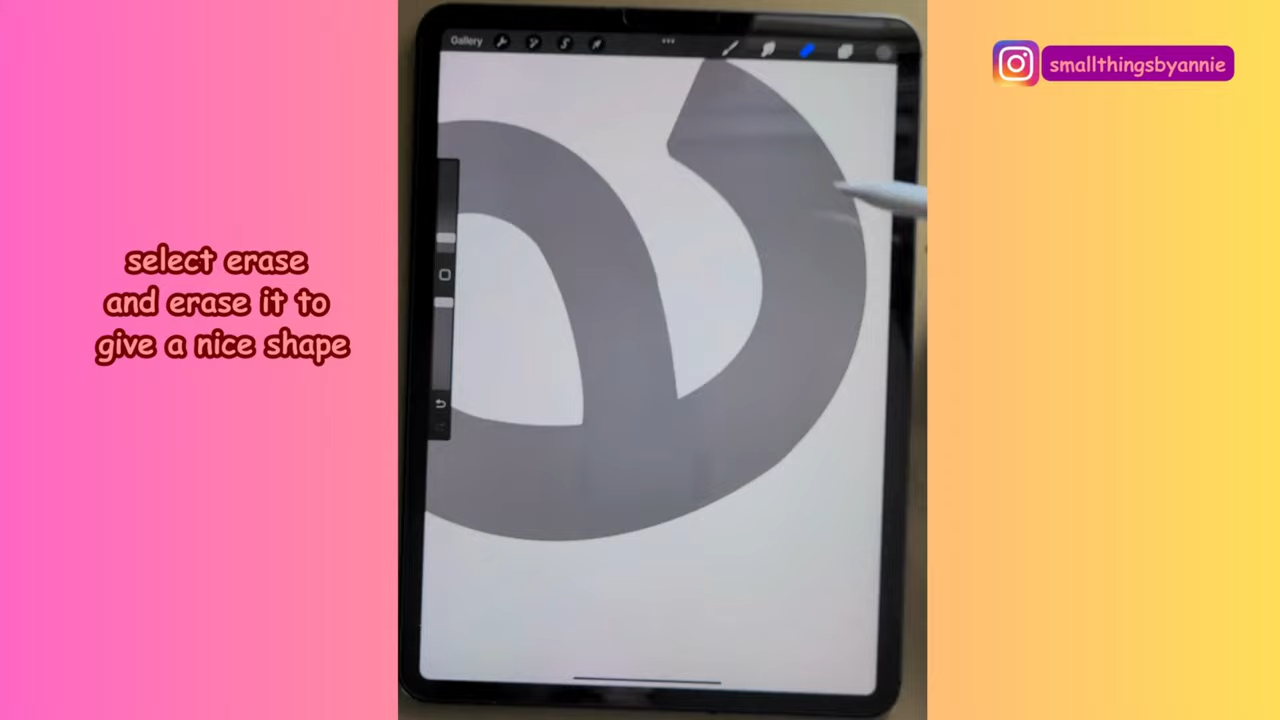 Gallery
smallthingsbyannie
select erase
and erase it to
give a nice shape